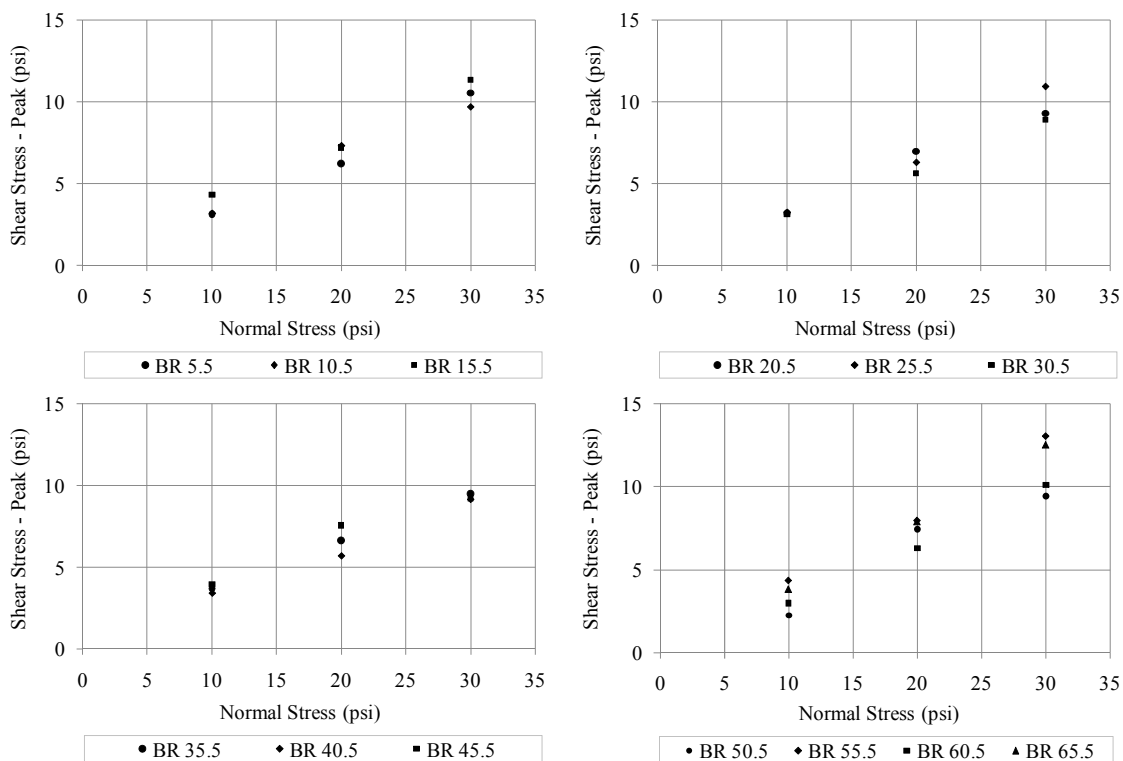 Shear Stress - Peak (psi)
15
10
5
0
0 5 10 15 20 25 30 35
Normal Stress (psi)
BR 5.5 BR 10.5 BR 15.5
Shear Stress - Peak (psi)
15
10
5
0
0 5 10 15 20 25 30 35
Normal Stress (psi)
BR 20.5 BR 25.5 BR 30.5
Shear Stress - Peak (psi)
15
10
5
0
0 5 10 15 20 25 30 35
Normal Stress (psi)
BR 35.5 BR 40.5 BR 45.5
Shear Stress - Peak (psi)
15
10
5
0
0 5 10 15 20 25 30 35
Normal Stress (psi)
BR 50.5 BR 55.5 BR 60.5 BR 65.5